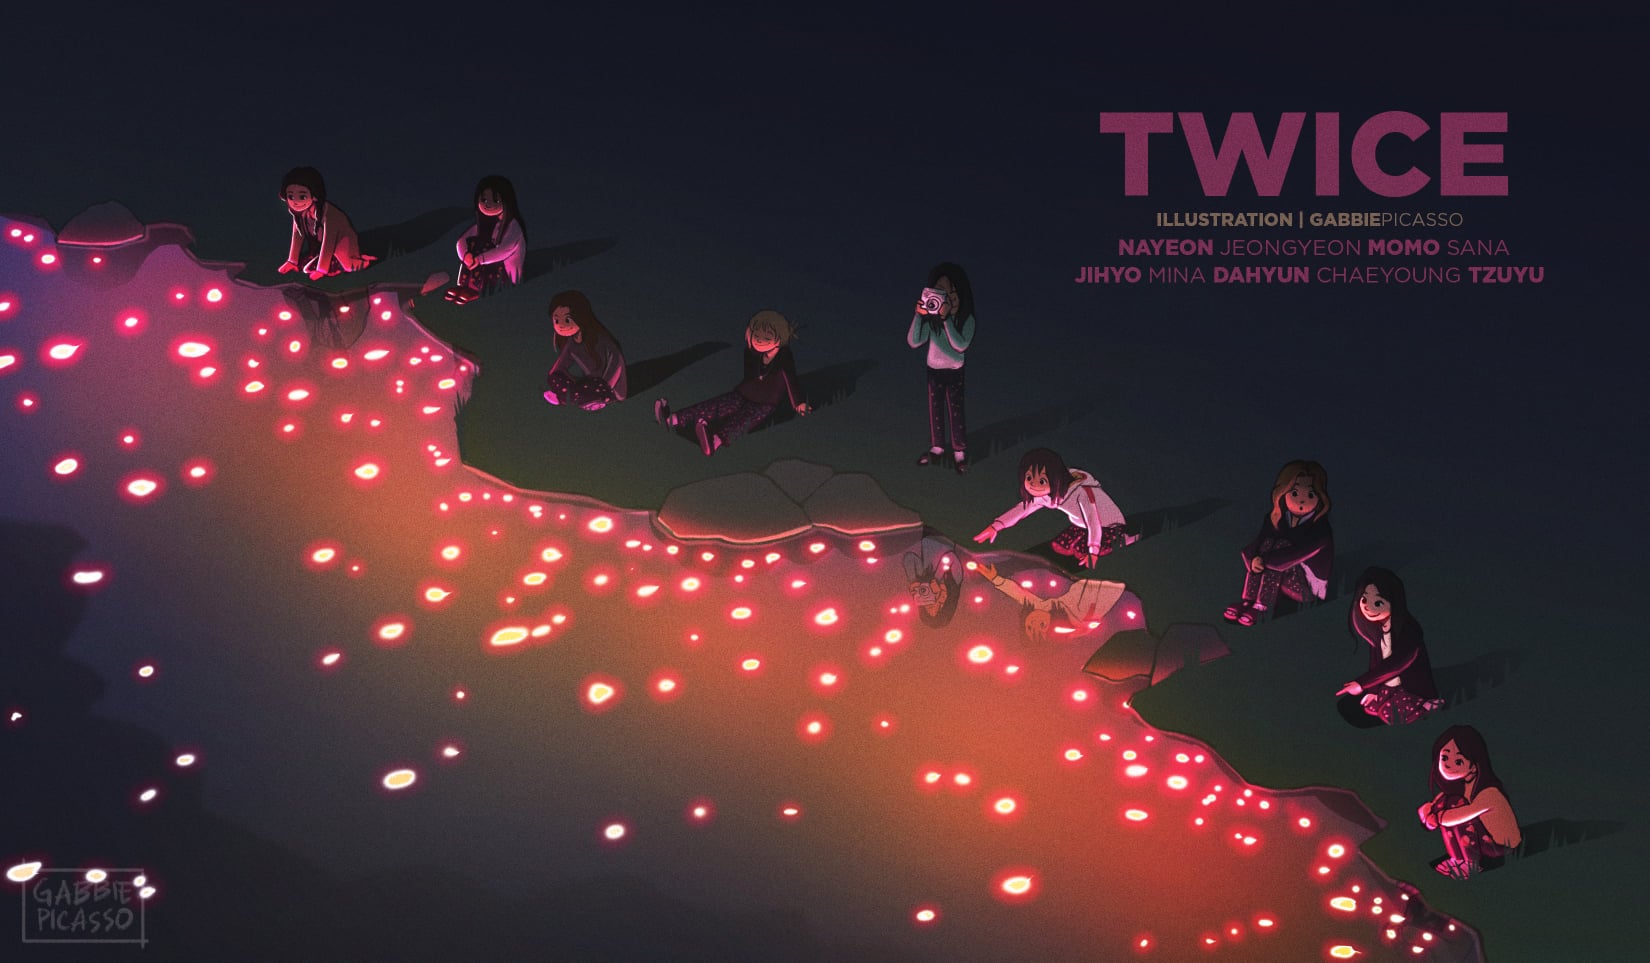 TWICE
ILLUSTRATION | GABBIEPICASSO
NAYEON JEONGYEON MOMO SANA
JIHYO MINA DAHYUN CHAEYOUNG TZUYU
GABBIE
PICASSO